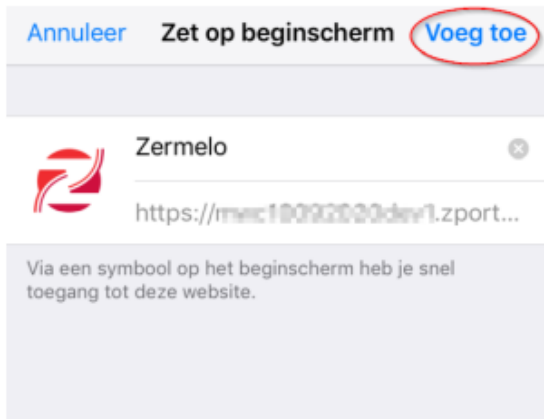 Annuleer Zet op beginscherm Voeg toe
Zermelo
https:// .zport...
Via een symbool op het beginscherm heb je snel
toegang tot deze website.